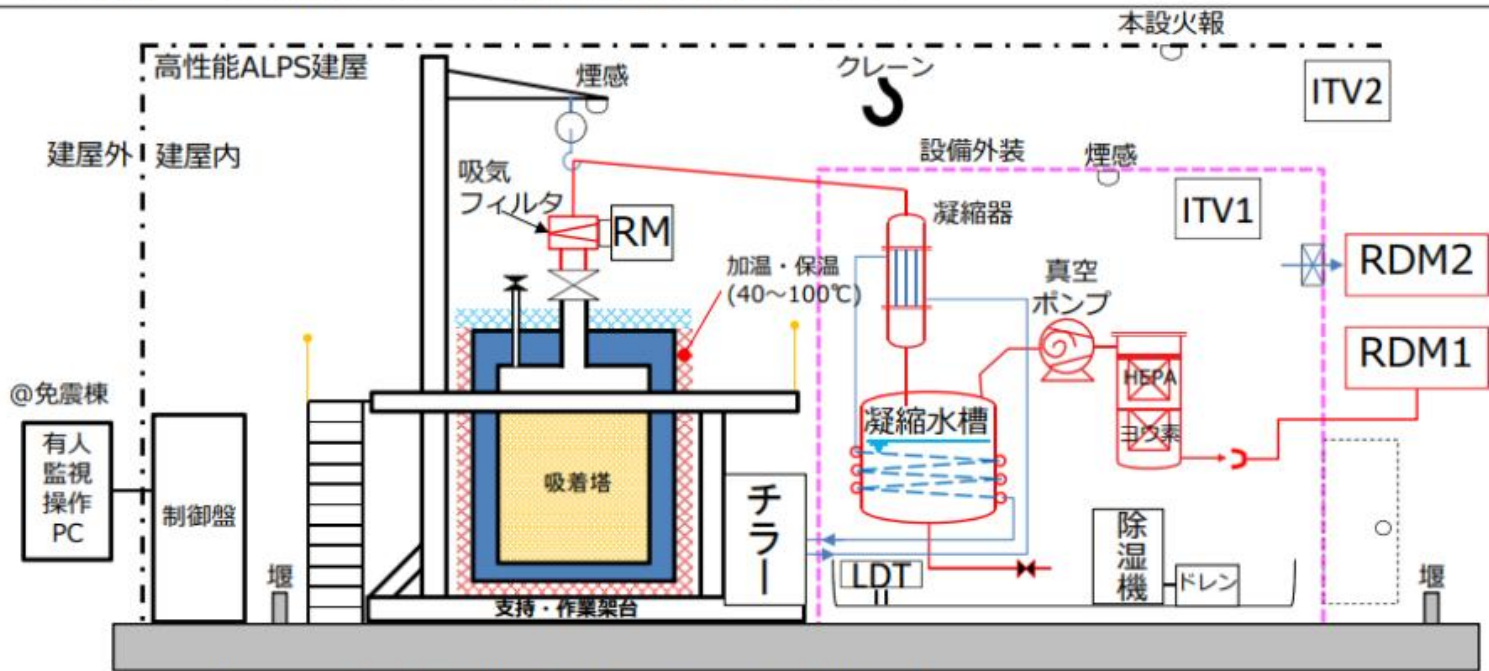 本設火報
高性能ALPS建屋
煙感
クレーン
ITV2
建屋外
建屋内
設備外装
煙感
吸気
フィルタ
RM
凝縮器
ITV1
加温・保温
(40～100℃)
真空
ポンプ
RDM2
RDM1
HEPA
ヨウ素
@免震棟
有人
監視
操作
PC
制御盤
凝縮水槽
吸着塔
チラー
除湿機
ドレン
LDT
堰
堰
支持・作業架台